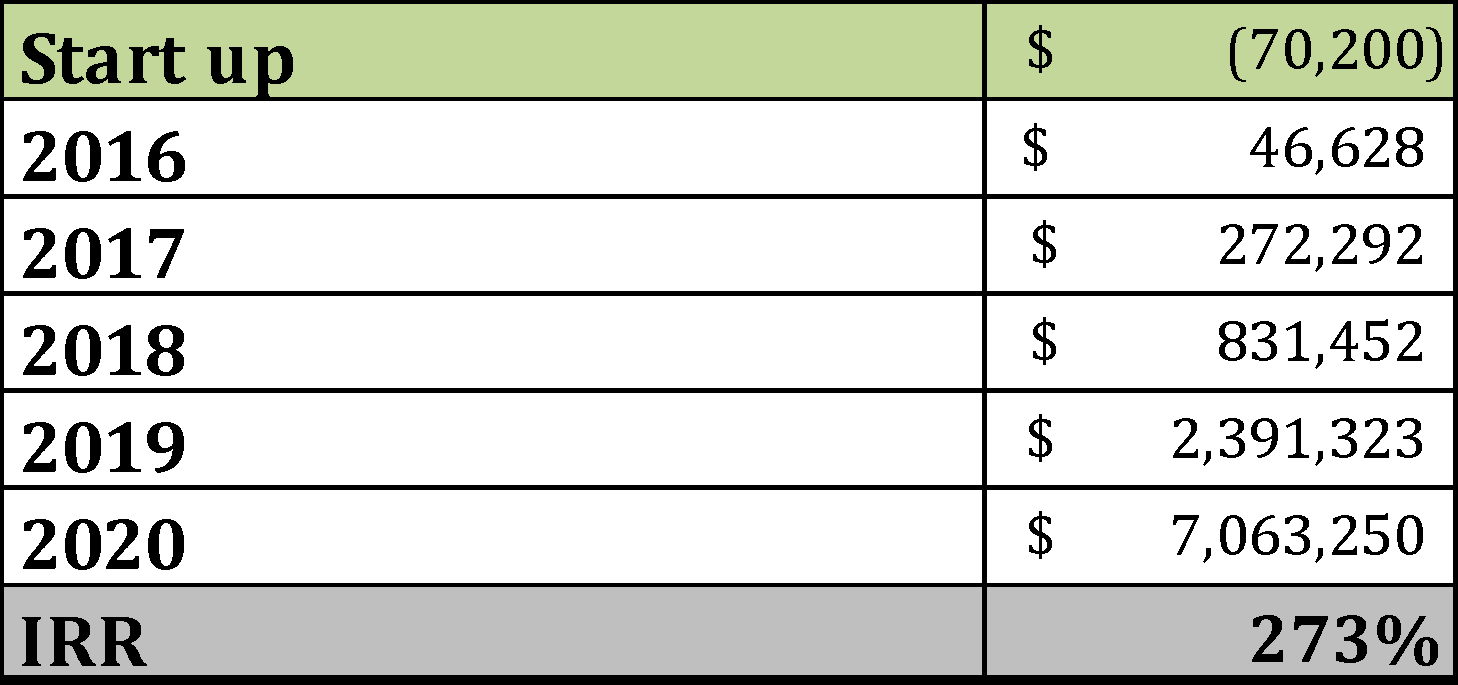 Start up $ (70,200)
2016 $ 46,628
2017 $ 272,292
2018 $ 831,452
2019 $ 2,391,323
2020 $ 7,063,250
IRR 273%